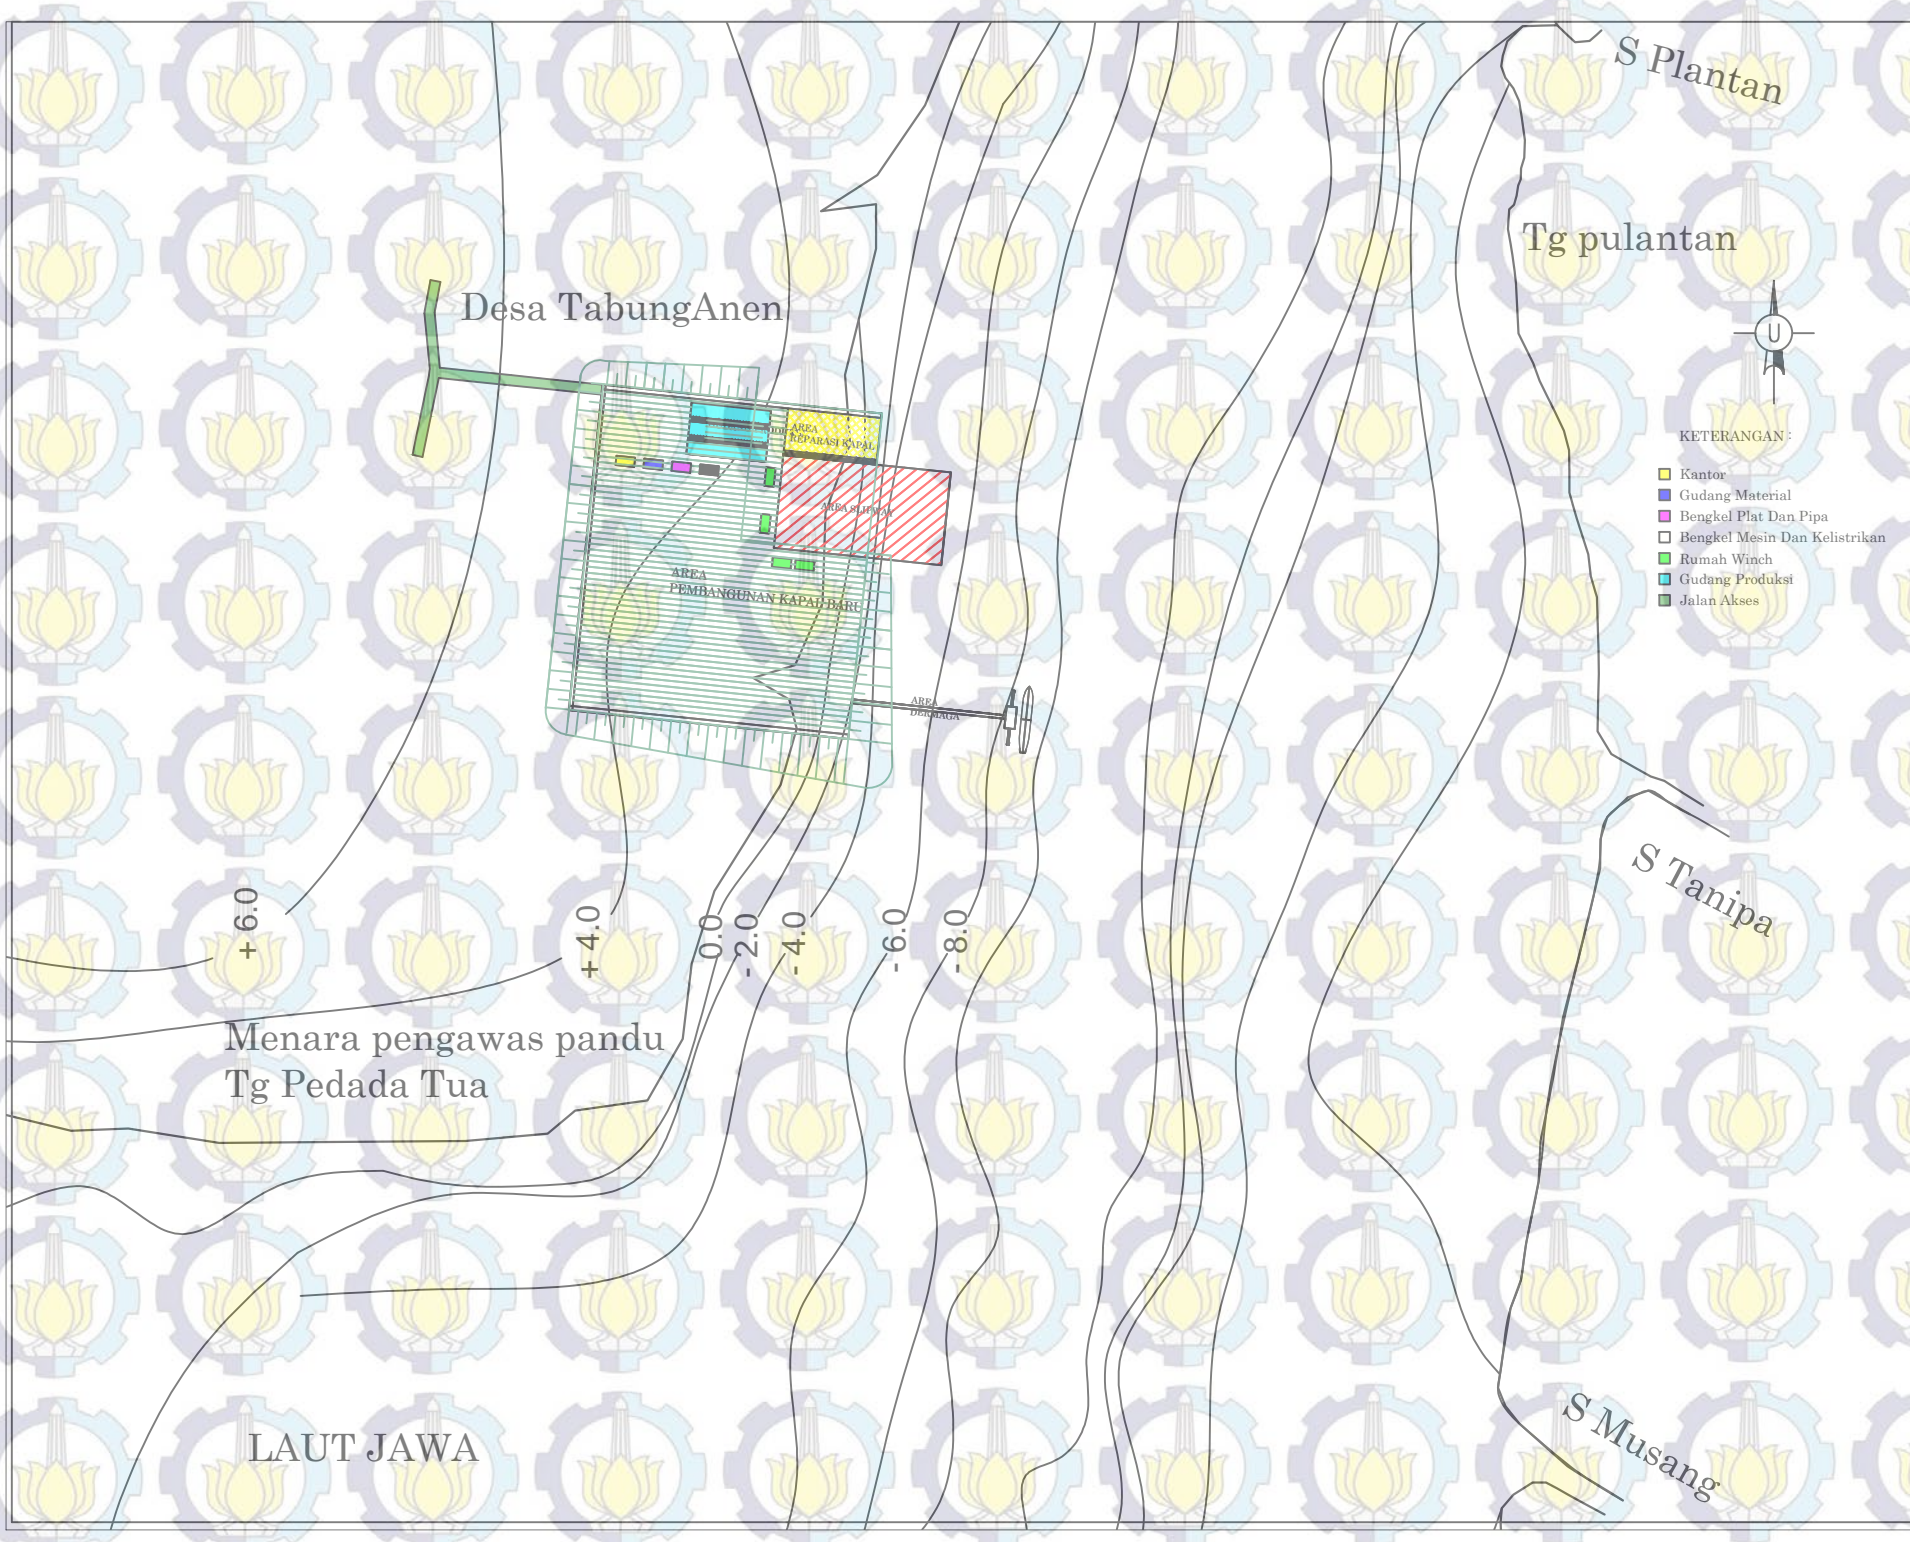 S Plantan
Tg pulantan
U
Desa TabungAnen
KETERANGAN :
Kantor
Gudang Material
Bengkel Plat Dan Pipa
Bengkel Mesin Dan Kelistrikan
Rumah Winch
Gudang Produksi
Jalan Akses
AREA
REPARASI KAPAL
AREA SLIPWAY
AREA
PEMBANGUNAN KAPAL BARU
AREA
DERMAGA
S Tanipa
+ 6.0
+ 4.0
0.0
- 2.0
- 4.0
- 6.0
- 8.0
Menara pengawas pandu
Tg Pedada Tua
LAUT JAWA
S Musang